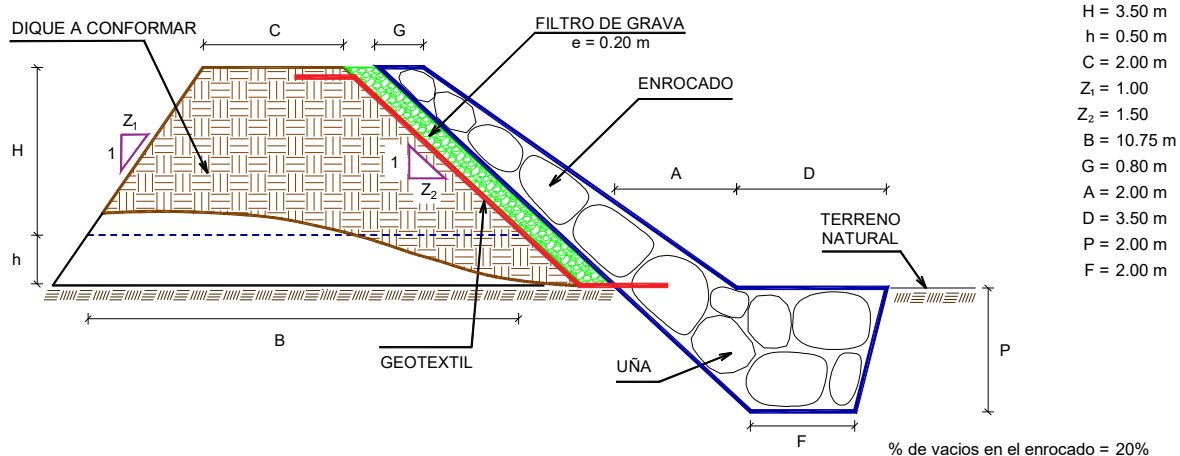 DIQUE A CONFORMAR
C
G
FILTRO DE GRAVA
e = 0.20 m
ENROCADO
H
h
Z₁
1
1
Z₂
A
D
TERRENO
NATURAL
B
GEOTEXTIL
UÑA
P
F
H = 3.50 m
h = 0.50 m
C = 2.00 m
Z₁ = 1.00
Z₂ = 1.50
B = 10.75 m
G = 0.80 m
A = 2.00 m
D = 3.50 m
P = 2.00 m
F = 2.00 m
% de vacios en el enrocado = 20%